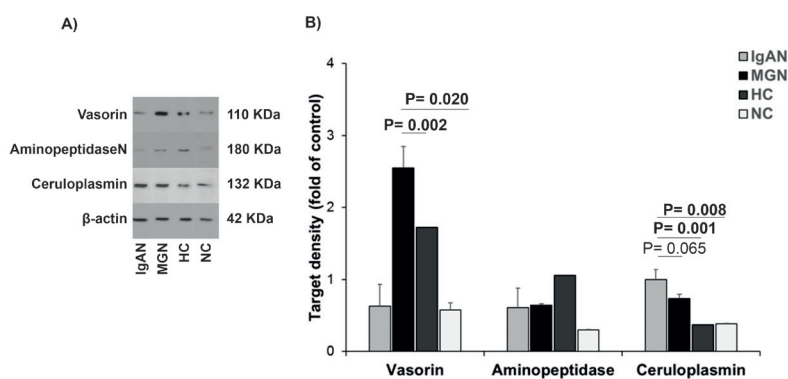 A)
Vasorin 110 KDa
AminopeptidaseN 180 KDa
Ceruloplasmin 132 KDa
β-actin 42 KDa
IgAN MGN HC NC
B)
Target density (fold of control)
4
3
2
1
0
IgAN
MGN
HC
NC
P= 0.020
P= 0.002
P= 0.008
P= 0.001
P= 0.065
Vasorin Aminopeptidase Ceruloplasmin